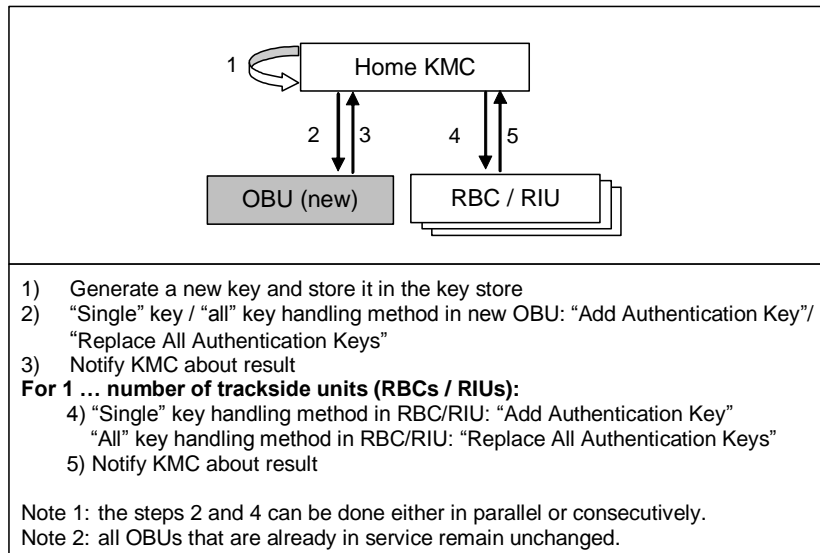 1
Home KMC
2
3
4
5
OBU (new)
RBC / RIU
1) Generate a new key and store it in the key store
2) “Single” key / “all” key handling method in new OBU: “Add Authentication Key”/
“Replace All Authentication Keys”
3) Notify KMC about result
For 1 … number of trackside units (RBCs / RIUs):
4) “Single” key handling method in RBC/RIU: “Add Authentication Key”
“All” key handling method in RBC/RIU: “Replace All Authentication Keys”
5) Notify KMC about result
Note 1: the steps 2 and 4 can be done either in parallel or consecutively.
Note 2: all OBUs that are already in service remain unchanged.